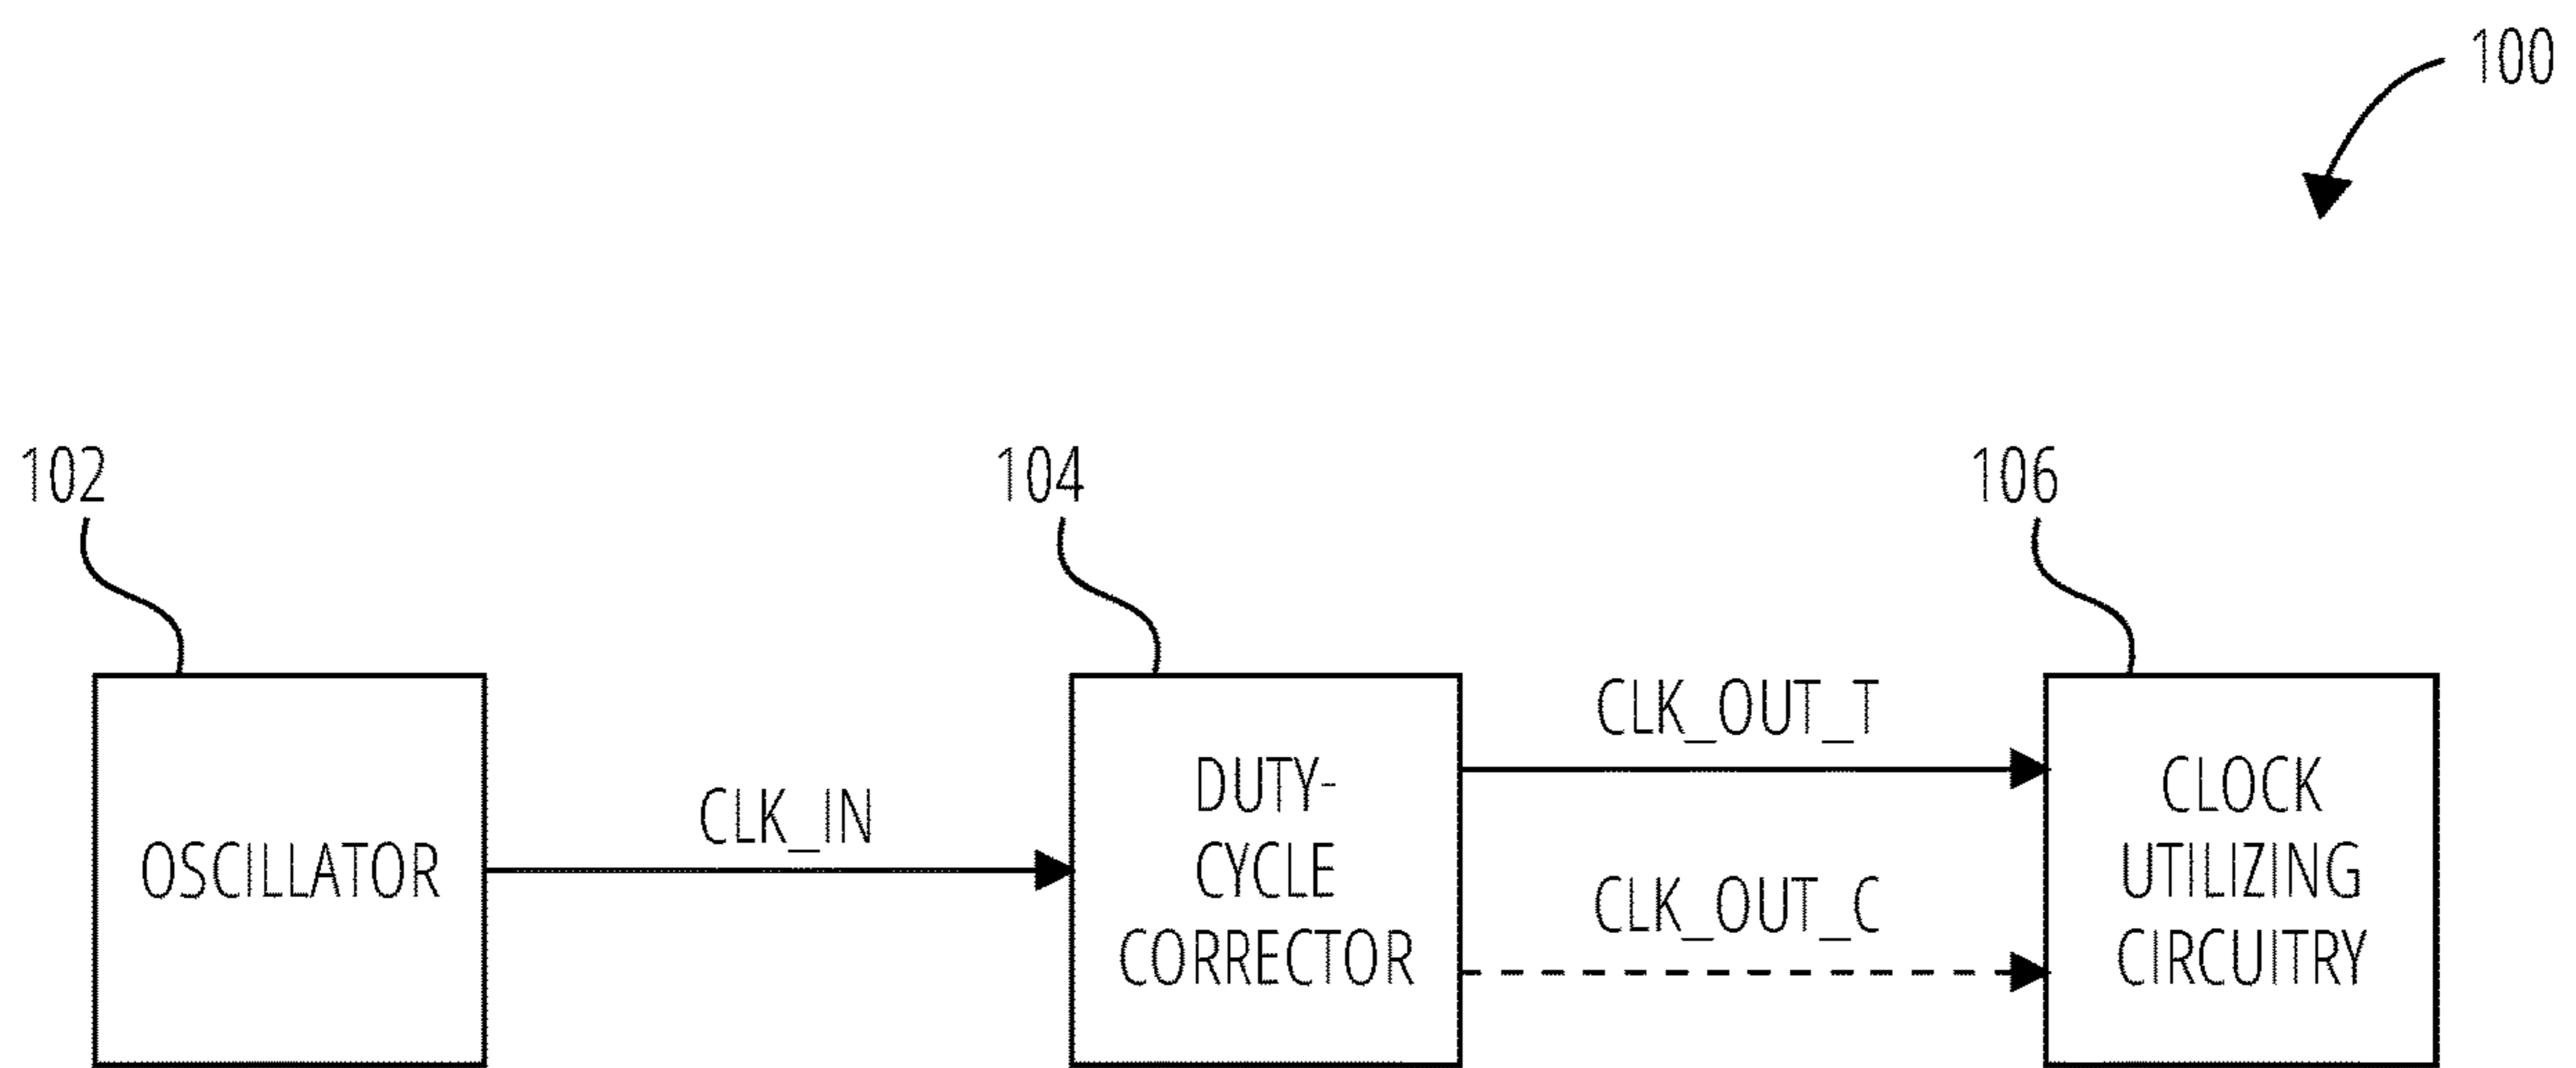 100
102
104
106
OSCILLATOR
CLK_IN
DUTY-
CYCLE
CORRECTOR
CLK_OUT_T
CLK_OUT_C
CLOCK
UTILIZING
CIRCUITRY